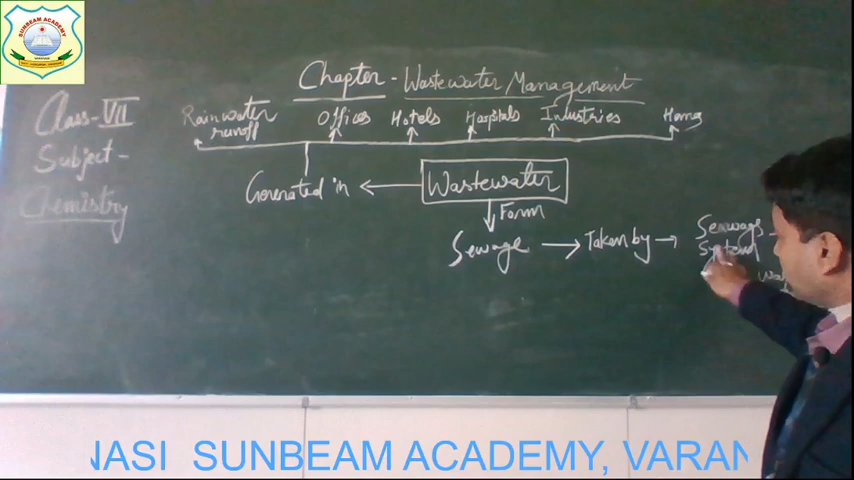 SUNBEAM ACADEMY
Chapter - Wastewater Management
Class-VII
Subject-
Chemistry
Rainwater runoff
Offices
Hotels
Hospitals
Industries
Homes
Generated in
Wastewater
Form
Sewage
Taken by
Sewage
System
NASI SUNBEAM ACADEMY, VARAN